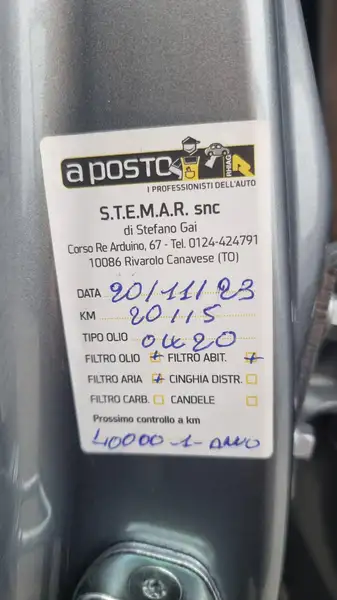 a posto
PHIRAG
I PROFESSIONISTI DELL'AUTO
S.T.E.M.A.R. snc
di Stefano Gai
Corso Re Arduino, 67 - Tel. 0124-424791
10086 Rivarolo Canavese (TO)
DATA 20/11/23
KM 20115
TIPO OLIO 0W20
FILTRO OLIO FILTRO ABIT.
FILTRO ARIA CINGHIA DISTR.
FILTRO CARB. CANDELE
Prossimo controllo a km
40000 - 1 - ANNO